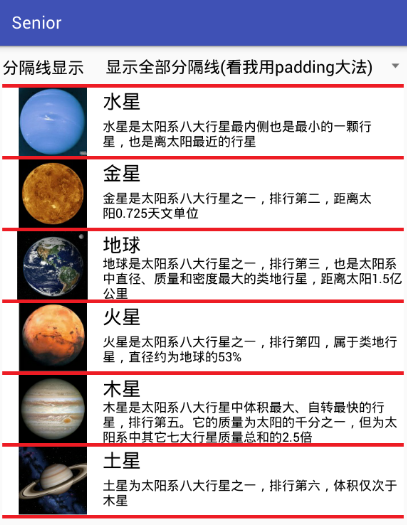 Senior
分隔线显示 显示全部分隔线(看我用padding大法)
水星
水星是太阳系八大行星最内侧也是最小的一颗行
星，也是离太阳最近的行星
金星
金星是太阳系八大行星之一，排行第二，距离太
阳0.725天文单位
地球
地球是太阳系八大行星之一，排行第三，也是太阳系
中直径、质量和密度最大的类地行星，距离太阳1.5亿
公里
火星
火星是太阳系八大行星之一，排行第四，属于类地行
星，直径约为地球的53%
木星
木星是太阳系八大行星中体积最大、自转最快的行
星，排行第五。它的质量为太阳的千分之一，但为太
阳系中其它七大行星质量总和的2.5倍
土星
土星为太阳系八大行星之一，排行第六，体积仅次于
木星